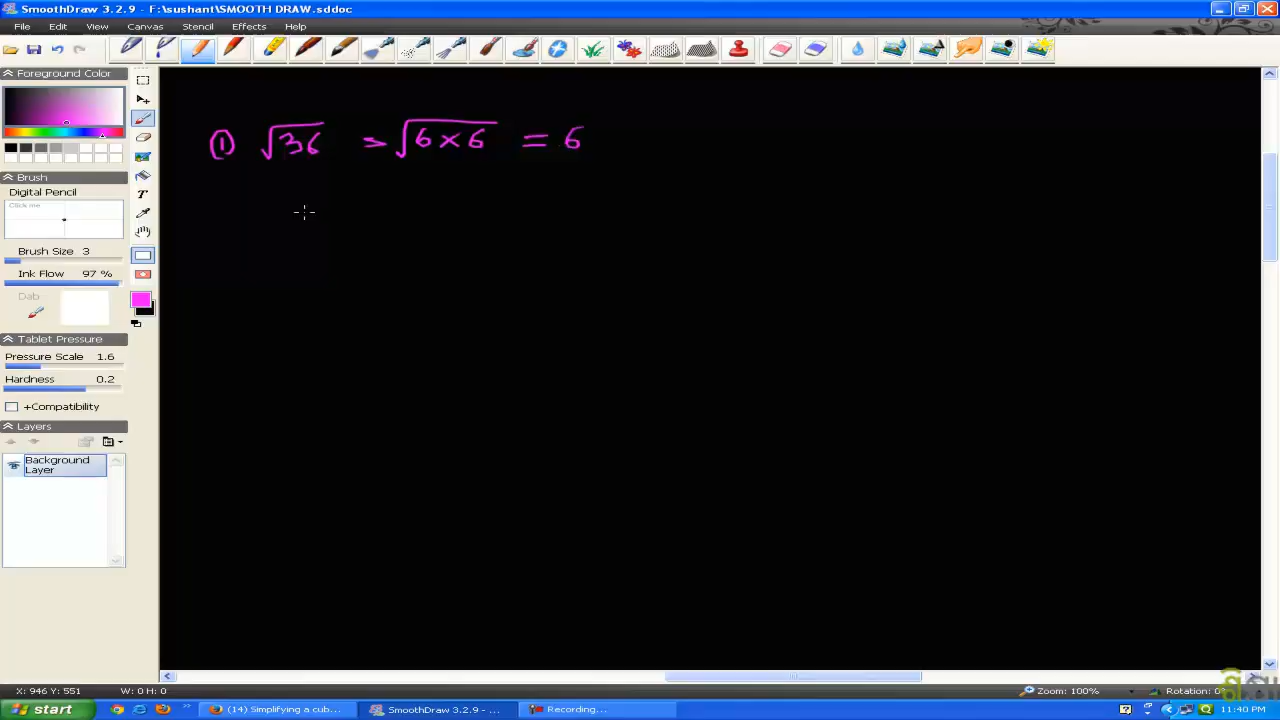 SmoothDraw 3.2.9 - F:\sushant\SMOOTH DRAW.sddoc
File Edit View Canvas Stencil Effects Help
Foreground Color
Brush
Digital Pencil
Click me
Brush Size 3
Ink Flow 97 %
Dab
Tablet Pressure
Pressure Scale 1.6
Hardness 0.2
+Compatibility
Layers
Background
Layer
① √36 = √6 × 6 = 6
X: 946 Y: 551 W: 0 H: 0 Zoom: 100% Rotation: 0
start (14) Simplifying a cub... SmoothDraw 3.2.9 - ... Recording... 11:40 PM